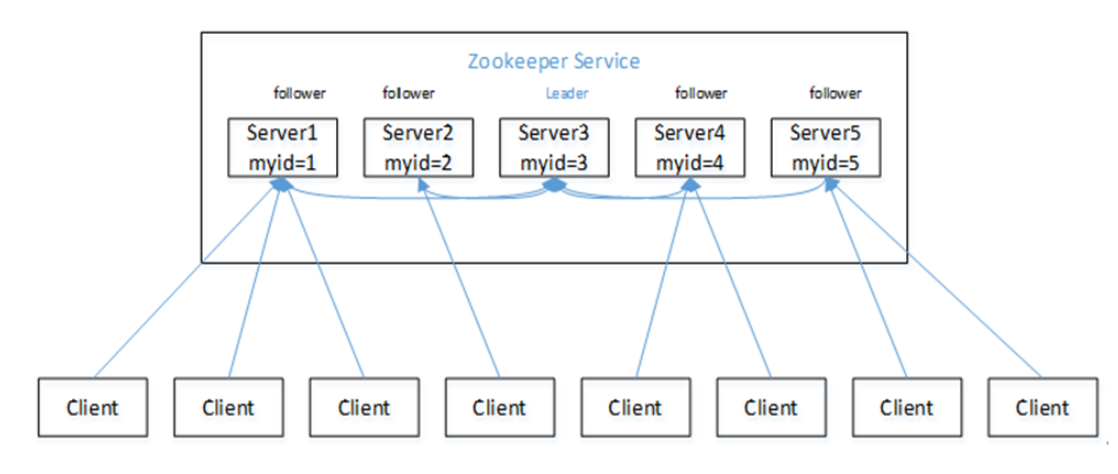 Zookeeper Service
follower follower Leader follower follower
Server1 Server2 Server3 Server4 Server5
myid=1 myid=2 myid=3 myid=4 myid=5
Client Client Client Client Client Client Client Client